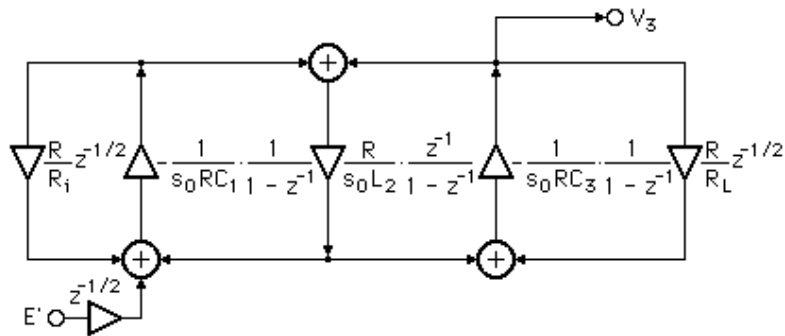 V₃
R/Rᵢ z^{-1/2}
- 1/(s₀RC₁) · 1/(1 - z⁻¹)
R/(s₀L₂) · z⁻¹/(1 - z⁻¹)
- 1/(s₀RC₃) · 1/(1 - z⁻¹)
R/R_L z^{-1/2}
+
+
+
z^{-1/2}
E'